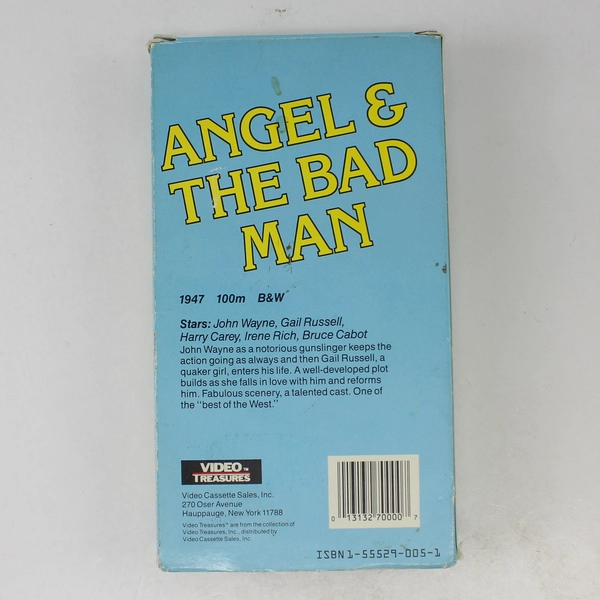 ANGEL &
THE BAD
MAN
1947 100m B&W
Stars: John Wayne, Gail Russell,
Harry Carey, Irene Rich, Bruce Cabot
John Wayne as a notorious gunslinger keeps the
action going as always and then Gail Russell, a
quaker girl, enters his life. A well-developed plot
builds as she falls in love with him and reforms
him. Fabulous scenery, a talented cast. One of
the "best of the West."
VIDEO TM
TREASURES
Video Cassette Sales, Inc.
270 Oser Avenue
Hauppauge, New York 11788
Video Treasures™ are from the collection of
Video Treasures, Inc., distributed by
Video Cassette Sales, Inc.
0 13132 70000 7
ISBN 1-55529-005-1